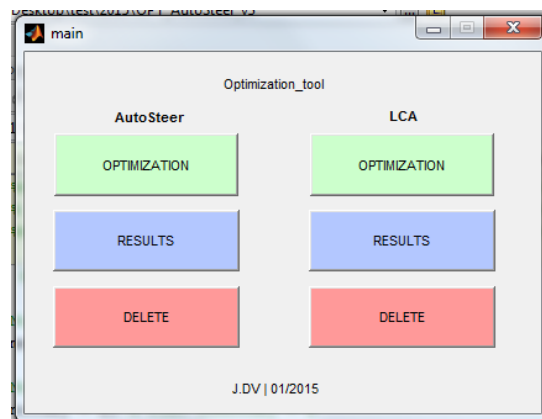 main
Optimization_tool
AutoSteer LCA
OPTIMIZATION OPTIMIZATION
RESULTS RESULTS
DELETE DELETE
J.DV | 01/2015